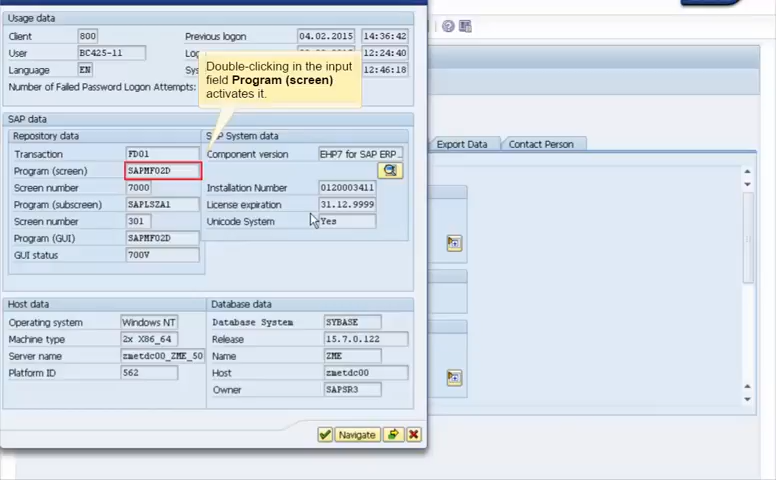 Usage data
Client 800 Previous logon 04.02.2015 14:36:42
User BC425-11 12:24:40
Language EN 12:46:18
Number of Failed Password Logon Attempts:
Double-clicking in the input
field Program (screen)
activates it.
SAP data
Repository data SAP System data
Transaction FD01 Component version EHP7 for SAP ERP...
Program (screen) SAPMF02D
Screen number 7000 Installation Number 0120003411
Program (subscreen) SAPLSZA1 License expiration 31.12.9999
Screen number 301 Unicode System Yes
Program (GUI) SAPMF02D
GUI status 700V
Host data Database data
Operating system Windows NT Database System SYBASE
Machine type 2x X86_64 Release 15.7.0.122
Server name zmetdc00_ZME_50 Name ZME
Platform ID 562 Host zmetdc00
Owner SAPSR3
Navigate
Export Data Contact Person